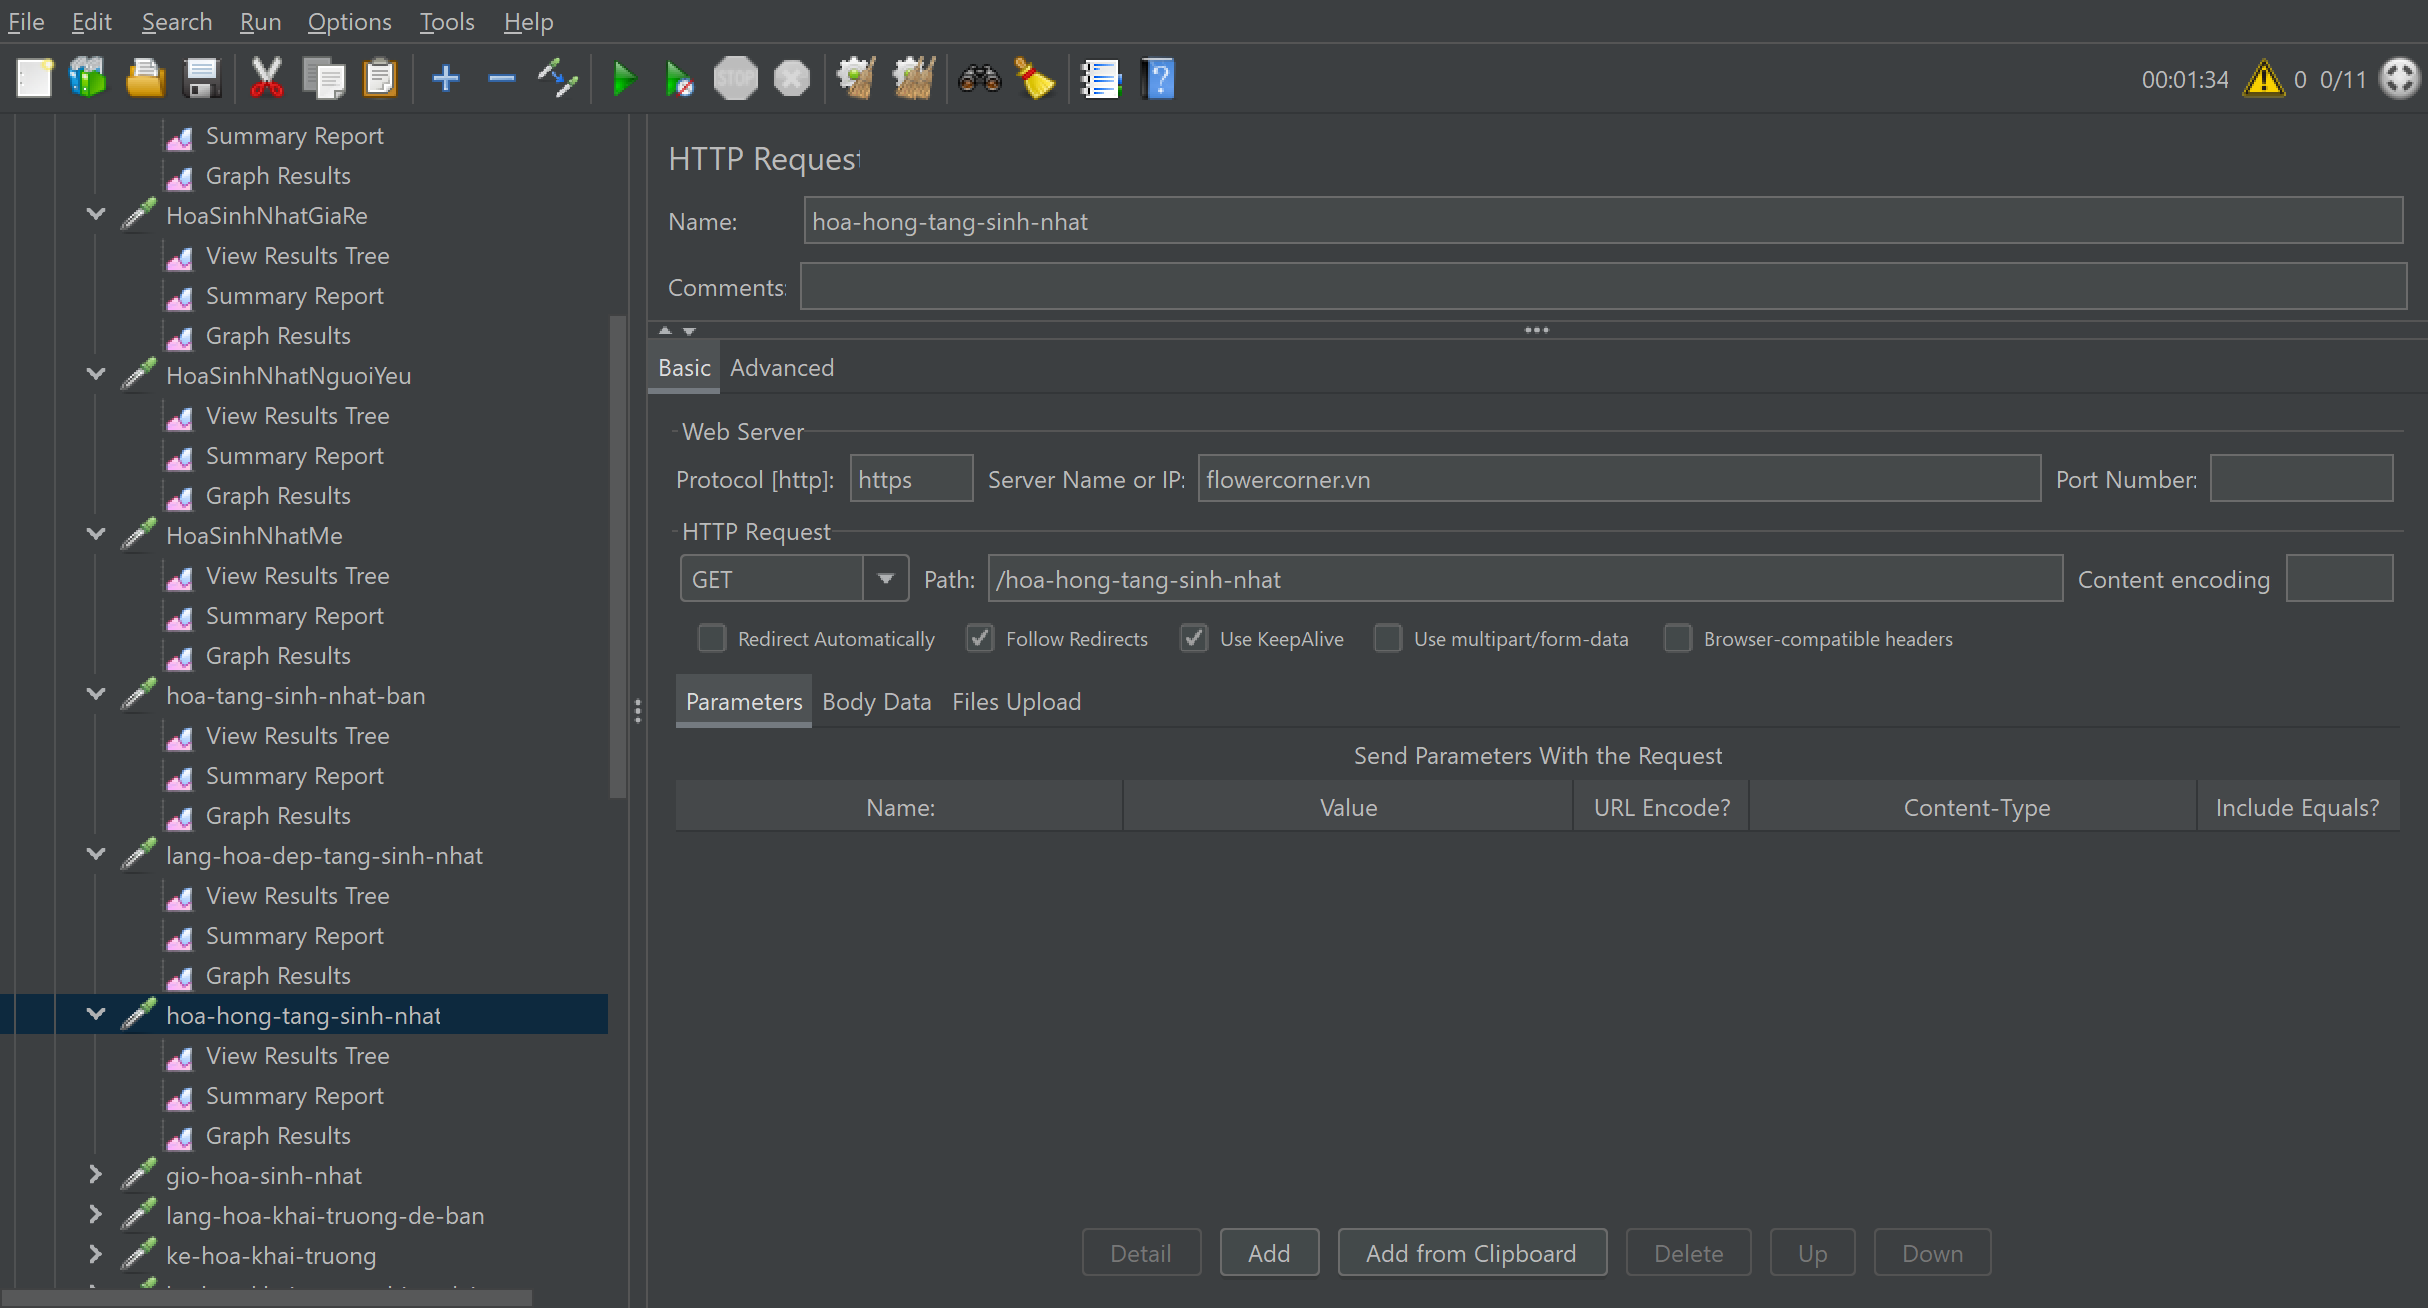 File Edit Search Run Options Tools Help
STOP
00:01:34 0 0/11
Summary Report
Graph Results
HoaSinhNhatGiaRe
View Results Tree
Summary Report
Graph Results
HoaSinhNhatNguoiYeu
View Results Tree
Summary Report
Graph Results
HoaSinhNhatMe
View Results Tree
Summary Report
Graph Results
hoa-tang-sinh-nhat-ban
View Results Tree
Summary Report
Graph Results
lang-hoa-dep-tang-sinh-nhat
View Results Tree
Summary Report
Graph Results
hoa-hong-tang-sinh-nhat
View Results Tree
Summary Report
Graph Results
gio-hoa-sinh-nhat
lang-hoa-khai-truong-de-ban
ke-hoa-khai-truong
HTTP Request
Name: hoa-hong-tang-sinh-nhat
Comments:
Basic Advanced
Web Server
Protocol [http]: https Server Name or IP: flowercorner.vn Port Number:
HTTP Request
GET Path: /hoa-hong-tang-sinh-nhat Content encoding
Redirect Automatically Follow Redirects Use KeepAlive Use multipart/form-data Browser-compatible headers
Parameters Body Data Files Upload
Send Parameters With the Request
Name: Value URL Encode? Content-Type Include Equals?
Detail Add Add from Clipboard Delete Up Down